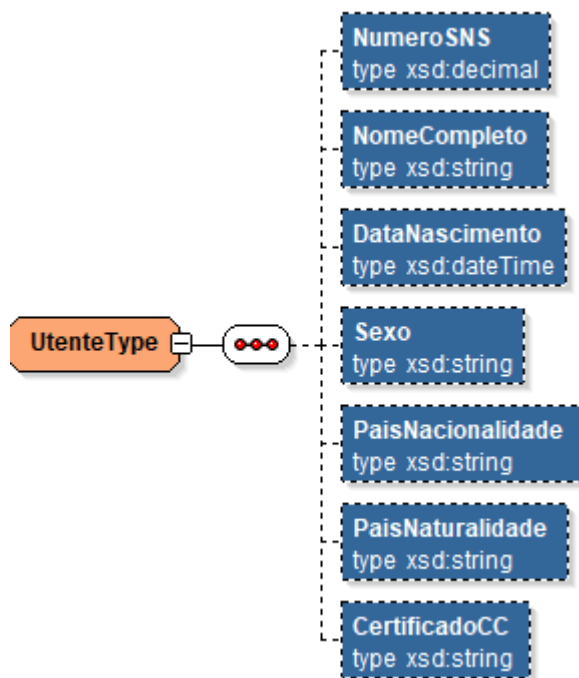 NumeroSNS
type xsd:decimal
NomeCompleto
type xsd:string
DataNascimento
type xsd:dateTime
UtenteType
Sexo
type xsd:string
PaisNacionalidade
type xsd:string
PaisNaturalidade
type xsd:string
CertificadoCC
type xsd:string